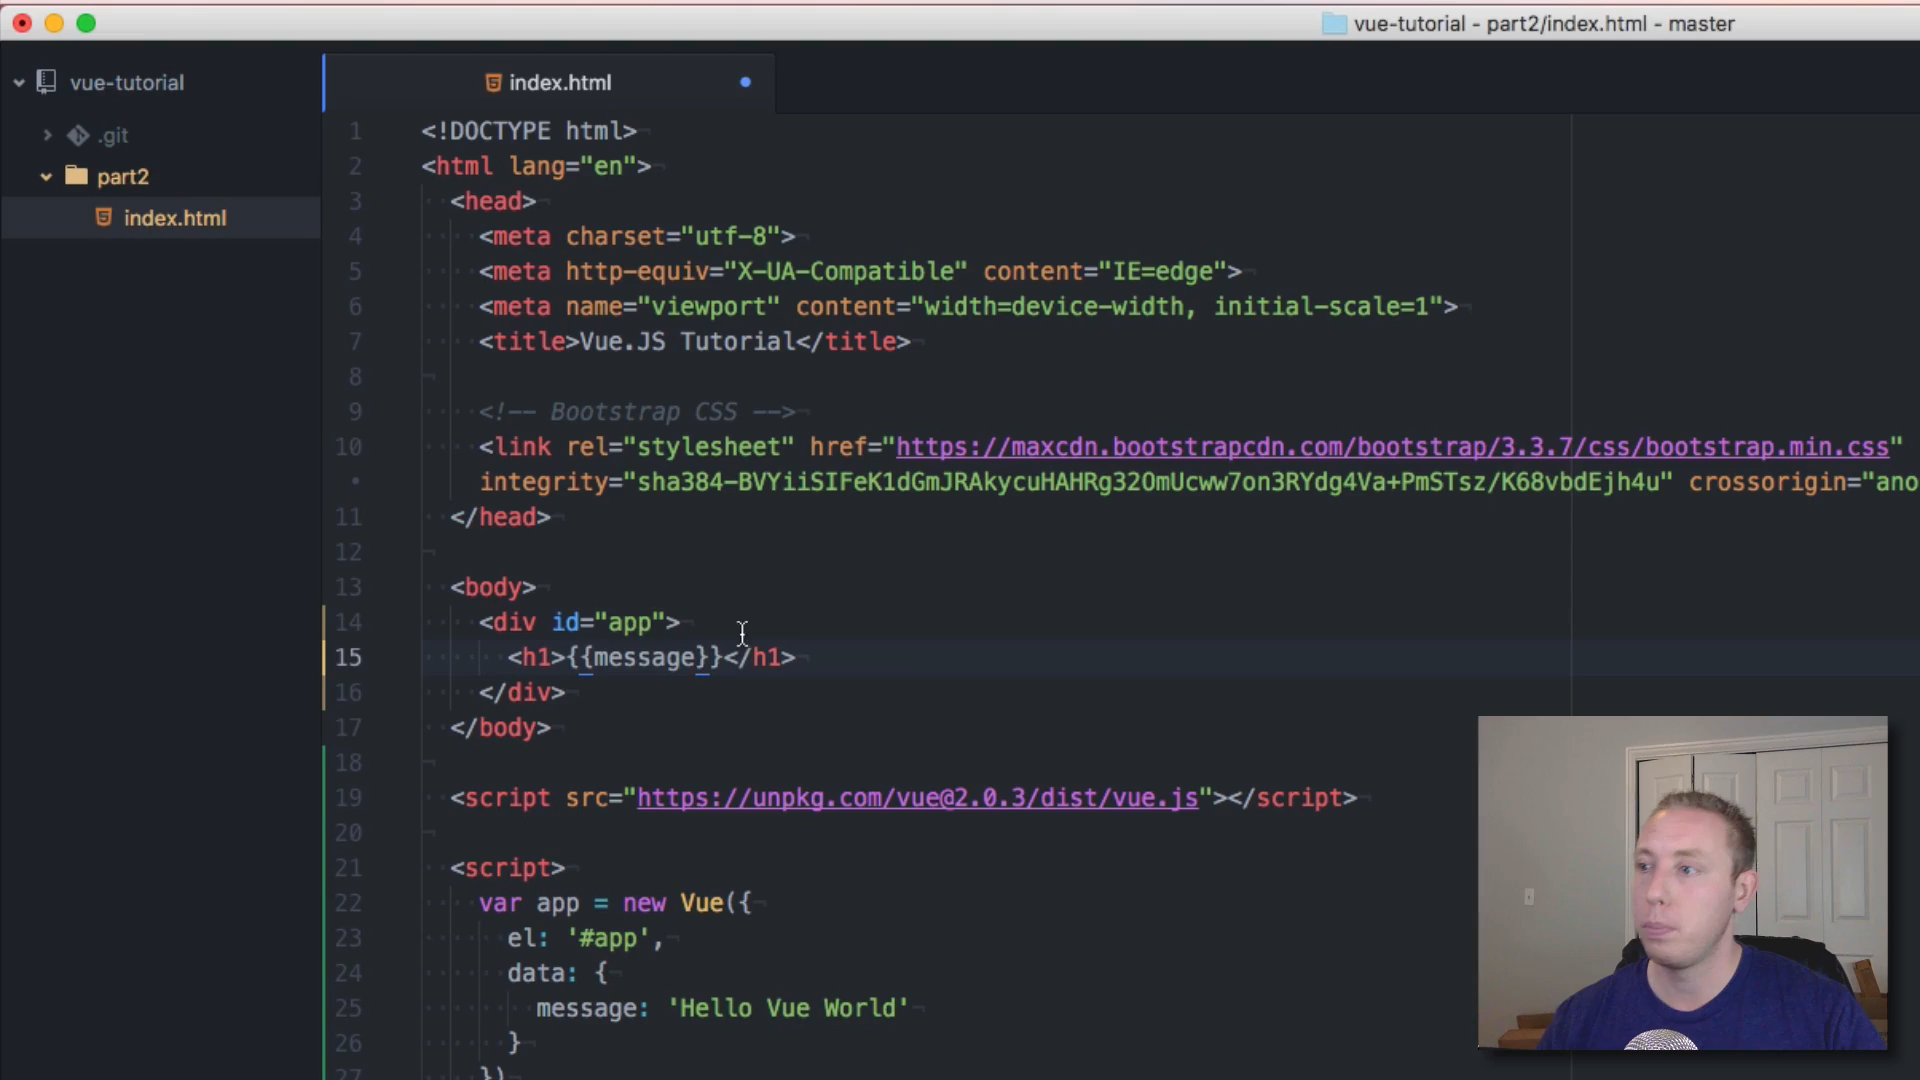 vue-tutorial - part2/index.html - master
vue-tutorial
.git
part2
index.html
index.html
1 <!DOCTYPE html>
2 <html lang="en">
3 <head>
4 <meta charset="utf-8">
5 <meta http-equiv="X-UA-Compatible" content="IE=edge">
6 <meta name="viewport" content="width=device-width, initial-scale=1">
7 <title>Vue.JS Tutorial</title>
8
9 <!-- Bootstrap CSS -->
10 <link rel="stylesheet" href="https://maxcdn.bootstrapcdn.com/bootstrap/3.3.7/css/bootstrap.min.css"
integrity="sha384-BVYiiSIFeK1dGmJRAkycuHAHRg32OmUcww7on3RYdg4Va+PmSTsz/K68vbdEjh4u" crossorigin="ano
11 </head>
12
13 <body>
14 <div id="app">
15 <h1>{{message}}</h1>
16 </div>
17 </body>
18
19 <script src="https://unpkg.com/vue@2.0.3/dist/vue.js"></script>
20
21 <script>
22 var app = new Vue({
23 el: '#app',
24 data: {
25 message: 'Hello Vue World'
26 }
27 })